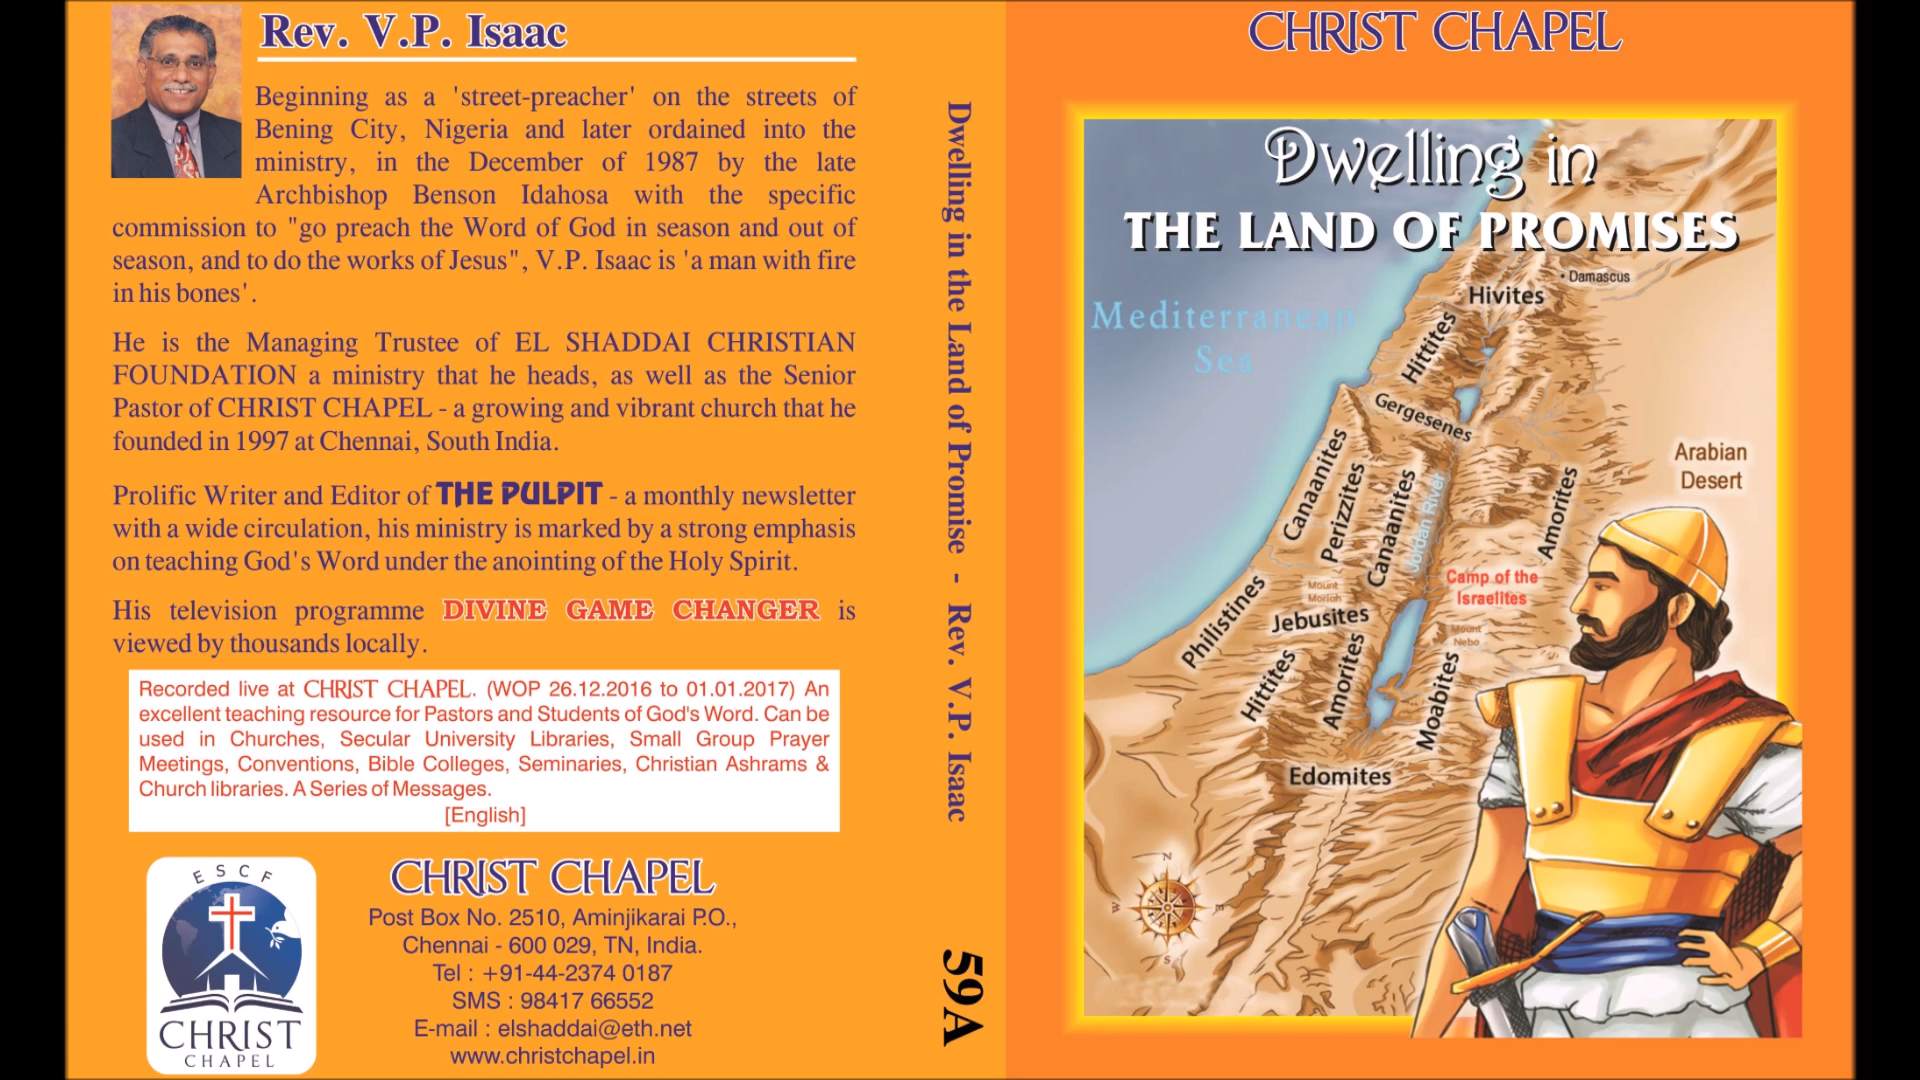 Rev. V.P. Isaac
Beginning as a 'street-preacher' on the streets of
Bening City, Nigeria and later ordained into the
ministry, in the December of 1987 by the late
Archbishop Benson Idahosa with the specific
commission to "go preach the Word of God in season and out of
season, and to do the works of Jesus", V.P. Isaac is 'a man with fire
in his bones'.
He is the Managing Trustee of EL SHADDAI CHRISTIAN
FOUNDATION a ministry that he heads, as well as the Senior
Pastor of CHRIST CHAPEL - a growing and vibrant church that he
founded in 1997 at Chennai, South India.
Prolific Writer and Editor of THE PULPIT - a monthly newsletter
with a wide circulation, his ministry is marked by a strong emphasis
on teaching God's Word under the anointing of the Holy Spirit.
His television programme DIVINE GAME CHANGER is
viewed by thousands locally.
Recorded live at CHRIST CHAPEL. (WOP 26.12.2016 to 01.01.2017) An
excellent teaching resource for Pastors and Students of God's Word. Can be
used in Churches, Secular University Libraries, Small Group Prayer
Meetings, Conventions, Bible Colleges, Seminaries, Christian Ashrams &
Church libraries. A Series of Messages.
[English]
ESCF
CHRIST
CHAPEL
CHRIST CHAPEL
Post Box No. 2510, Aminjikarai P.O.,
Chennai - 600 029, TN, India.
Tel : +91-44-2374 0187
SMS : 98417 66552
E-mail : elshaddai@eth.net
www.christchapel.in
Dwelling in the Land of Promise - Rev. V.P. Isaac
59A
CHRIST CHAPEL
Dwelling in
THE LAND OF PROMISES
Damascus
Hivites
Mediterranean
Sea
Hittites
Gergesenes
Canaanites
Perizzites
Canaanites
Jordan River
Amorites
Arabian
Desert
Camp of the
Israelites
Mount
Moriah
Philistines
Jebusites
Mount
Nebo
Hittites
Amorites
Moabites
Edomites
N
W
E
S